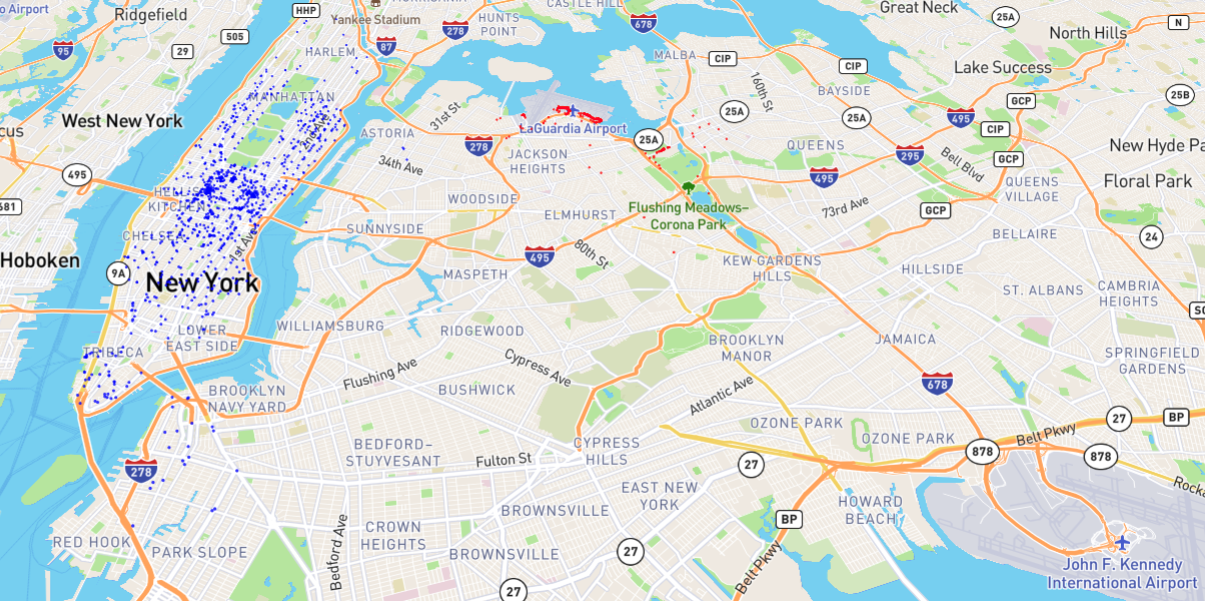 o Airport
Ridgefield
HHP
Yankee Stadium
HUNTS
POINT
CASTLE HILL
678
Great Neck
25A
N
North Hills
95
29
505
87
278
HARLEM
MALBA
CIP
CIP
Lake Success
160th St
BAYSIDE
GCP
25B
MANHATTAN
West New York
31st St
LaGuardia Airport
25A
25A
495
CIP
cus
ASTORIA
278
25A
QUEENS
295
Bell Blvd
GCP
New Hyde Pa
JACKSON
HEIGHTS
34th Ave
495
495
QUEENS
VILLAGE
Floral Park
681
HELL'S
KITCHEN
WOODSIDE
ELMHURST
Flushing Meadows–
Corona Park
73rd Ave
GCP
CHELSEA
1st Ave
SUNNYSIDE
BELLAIRE
24
Hoboken
9A
New York
495
80th St
MASPETH
KEW GARDENS
HILLS
HILLSIDE
ST. ALBANS
CAMBRIA
HEIGHTS
LOWER
EAST SIDE
WILLIAMSBURG
RIDGEWOOD
BROOKLYN
MANOR
JAMAICA
TRIBECA
SPRINGFIELD
GARDENS
Flushing Ave
Cypress Ave
BUSHWICK
678
BROOKLYN
NAVY YARD
Atlantic Ave
OZONE PARK
OZONE PARK
27
BP
Belt Pkwy
BEDFORD–
STUYVESANT
CYPRESS
HILLS
Fulton St
27
878
878
278
EAST NEW
YORK
HOWARD
BEACH
Rocka
BROWNSVILLE
BP
RED HOOK
PARK SLOPE
Bedford Ave
CROWN
HEIGHTS
BROWNSVILLE
27
Belt Pkwy
27
John F. Kennedy
International Airport